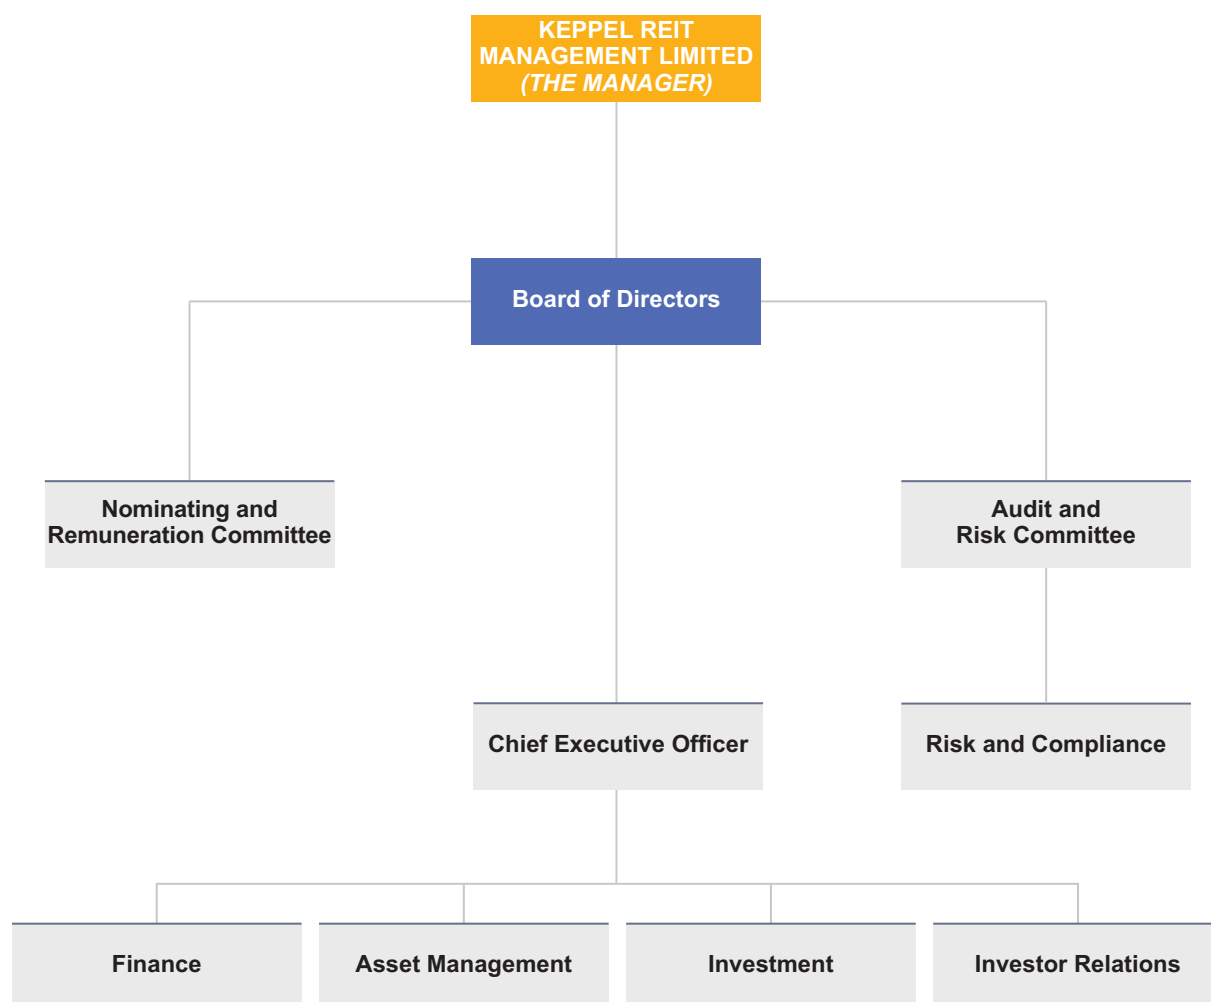 KEPPEL REIT
MANAGEMENT LIMITED
(THE MANAGER)
Board of Directors
Nominating and
Remuneration Committee
Audit and
Risk Committee
Chief Executive Officer
Risk and Compliance
Finance
Asset Management
Investment
Investor Relations